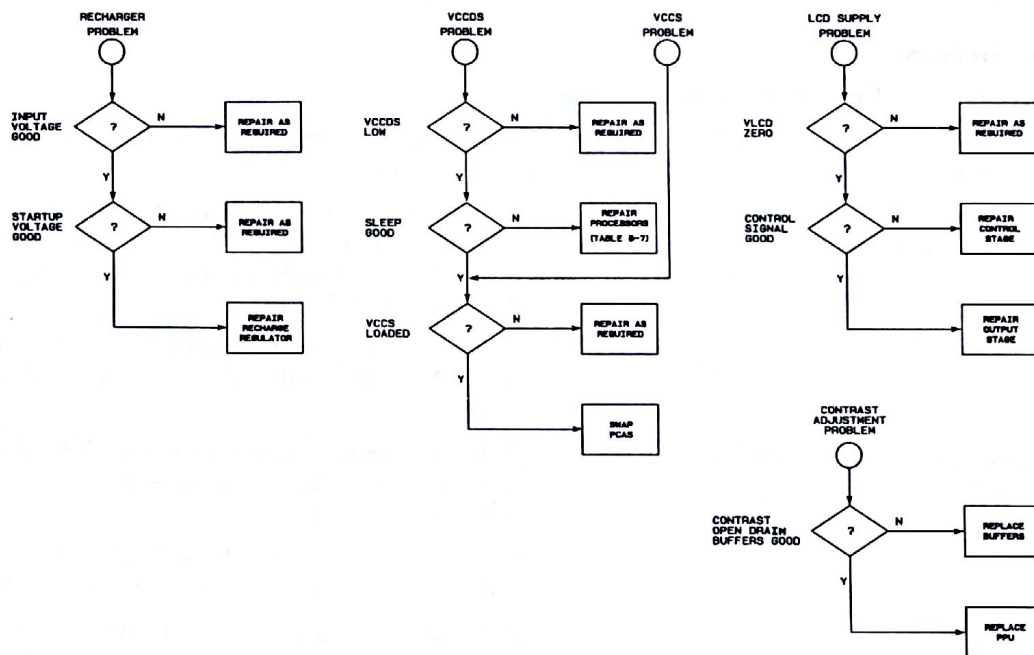 RECHARGER
PROBLEM
INPUT
VOLTAGE
GOOD
?
N
REPAIR AS
REQUIRED
Y
STARTUP
VOLTAGE
GOOD
?
N
REPAIR AS
REQUIRED
Y
REPAIR
RECHARGE
REGULATOR
VCCDS
PROBLEM
VCCS
PROBLEM
VCCDS
LOW
?
N
REPAIR AS
REQUIRED
Y
SLEEP
GOOD
?
N
REPAIR
PROCESSORS
(TABLE 8-7)
Y
VCCS
LOADED
?
N
REPAIR AS
REQUIRED
Y
SWAP
PCAS
LCD SUPPLY
PROBLEM
VLCD
ZERO
?
N
REPAIR AS
REQUIRED
Y
CONTROL
SIGNAL
GOOD
?
N
REPAIR
CONTROL
STAGE
Y
REPAIR
OUTPUT
STAGE
CONTRAST
ADJUSTMENT
PROBLEM
CONTRAST
OPEN DRAIN
BUFFERS GOOD
?
N
REPLACE
BUFFERS
Y
REPLACE
PPU